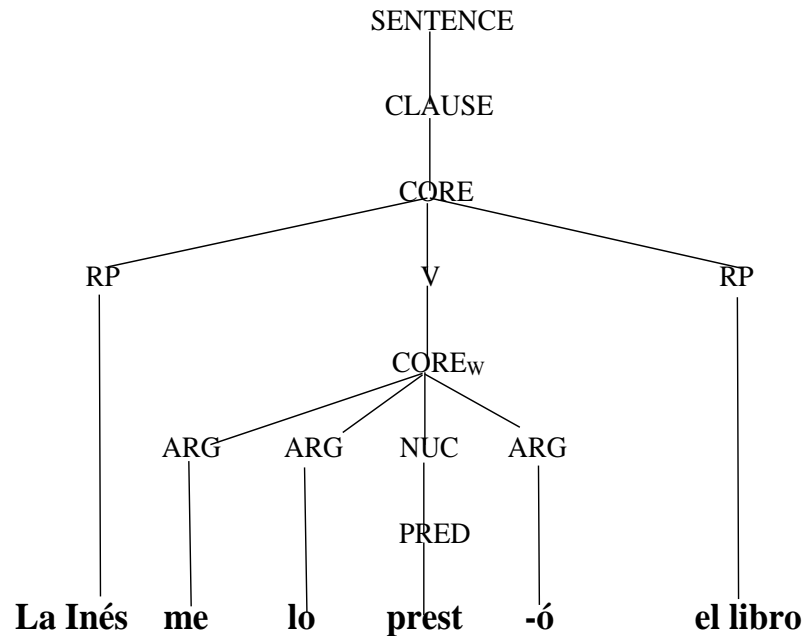 SENTENCE
CLAUSE
CORE
RP V RP
COREW
ARG ARG NUC ARG
PRED
La Inés me lo prest -ó el libro